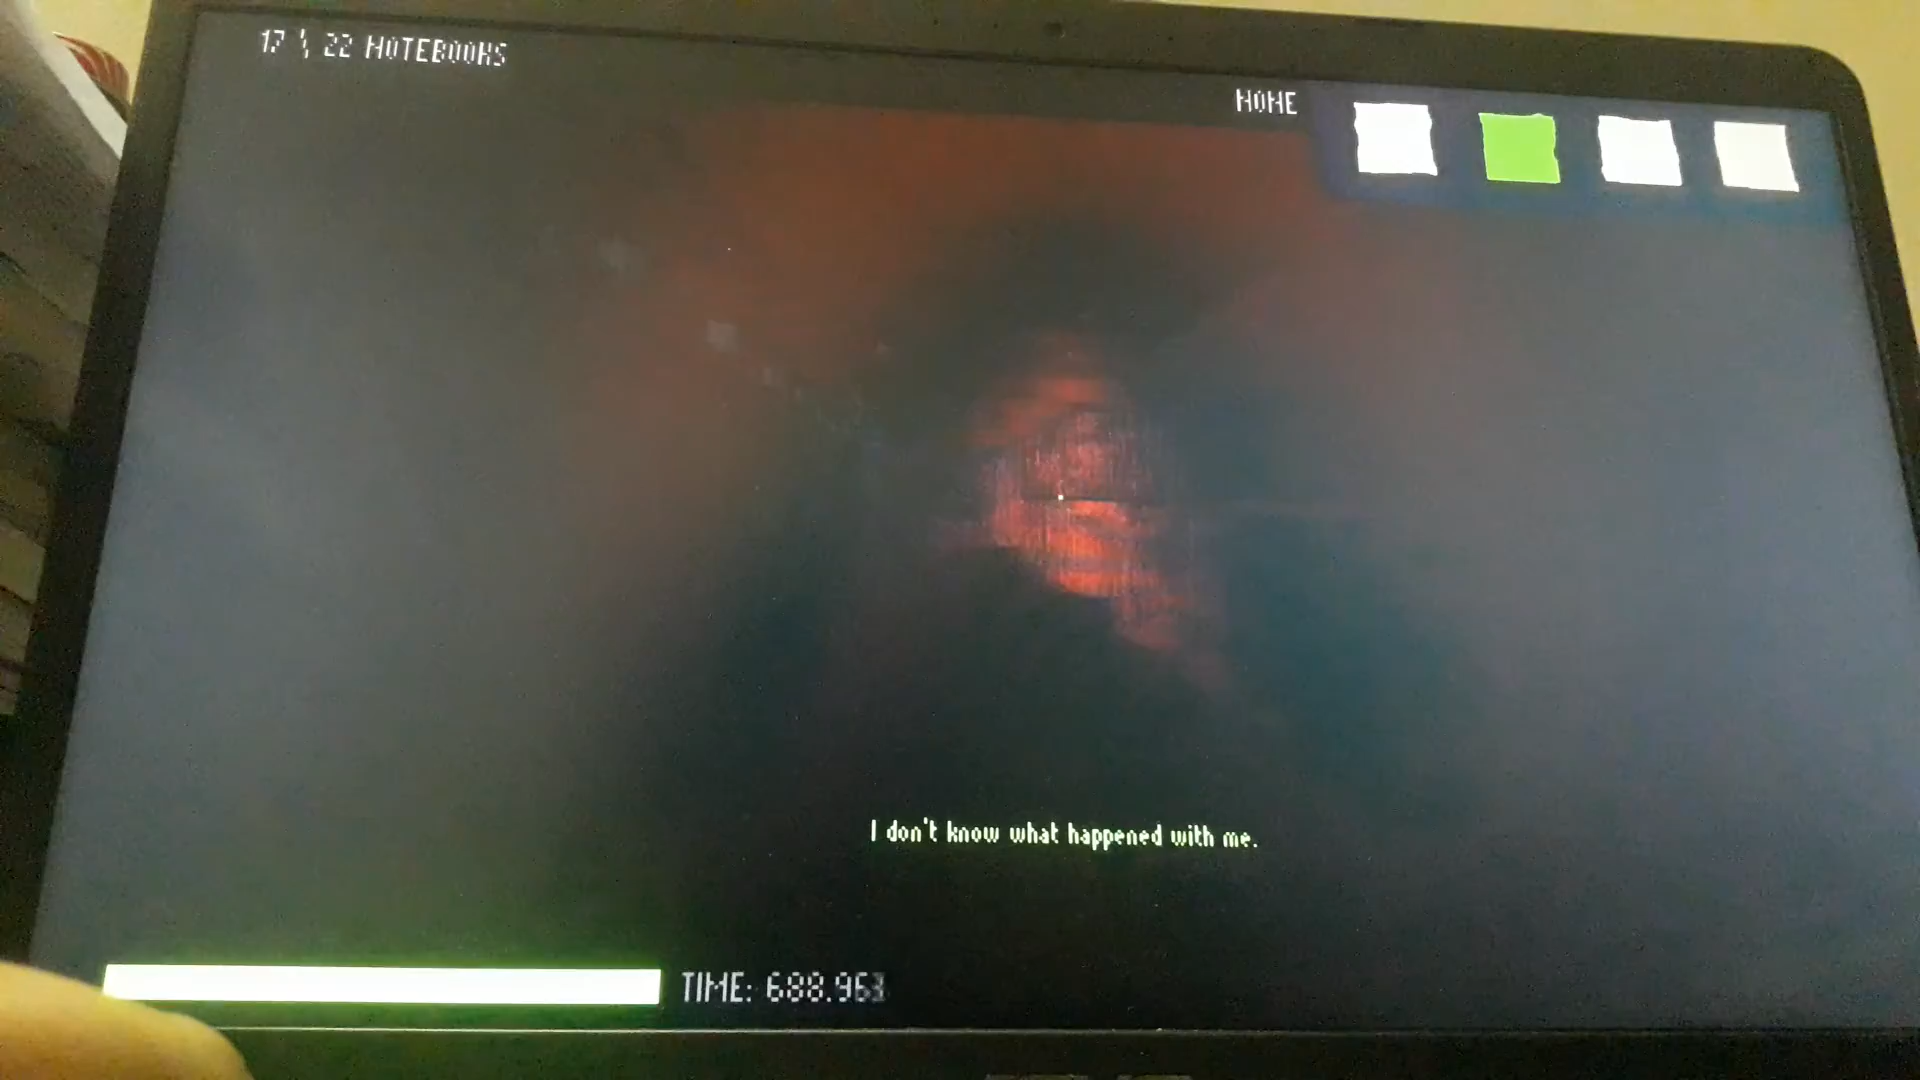 17 \ 22 NOTEBOOKS
NONE
I don't know what happened with me.
TIME: 688.963